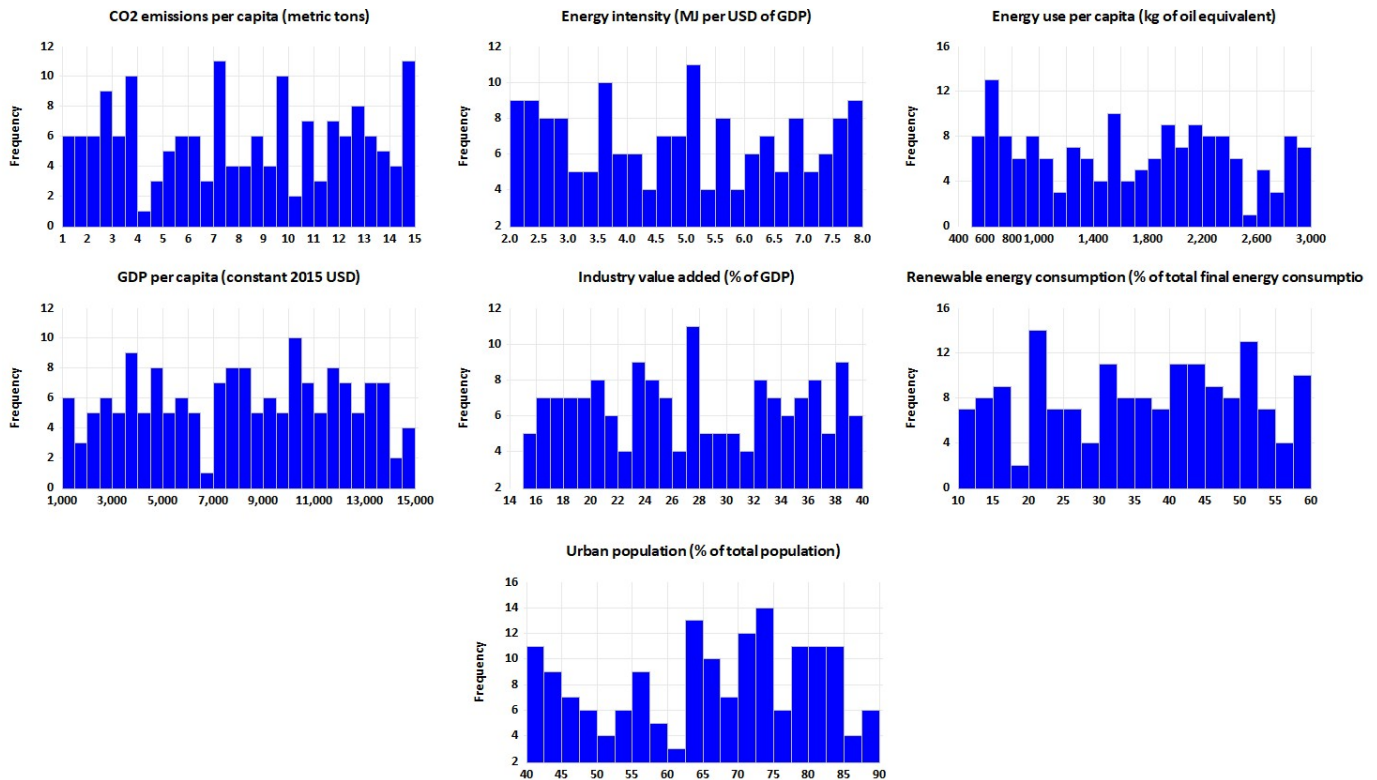 CO2 emissions per capita (metric tons)
Frequency
12
10
8
6
4
2
0
1 2 3 4 5 6 7 8 9 10 11 12 13 14 15
Energy intensity (MJ per USD of GDP)
Frequency
12
10
8
6
4
2
2.0 2.5 3.0 3.5 4.0 4.5 5.0 5.5 6.0 6.5 7.0 7.5 8.0
Energy use per capita (kg of oil equivalent)
Frequency
16
12
8
4
0
400 600 800 1,000 1,400 1,800 2,200 2,600 3,000
GDP per capita (constant 2015 USD)
Frequency
12
10
8
6
4
2
0
1,000 3,000 5,000 7,000 9,000 11,000 15,000
Industry value added (% of GDP)
Frequency
12
10
8
6
4
2
14 16 18 20 22 24 26 28 30 32 34 36 38 40
Renewable energy consumption (% of total final energy consumptio
Frequency
16
12
8
4
0
10 15 20 25 30 35 40 45 50 55 60
Urban population (% of total population)
Frequency
16
14
12
10
8
6
4
2
40 45 50 55 60 65 70 75 80 85 90